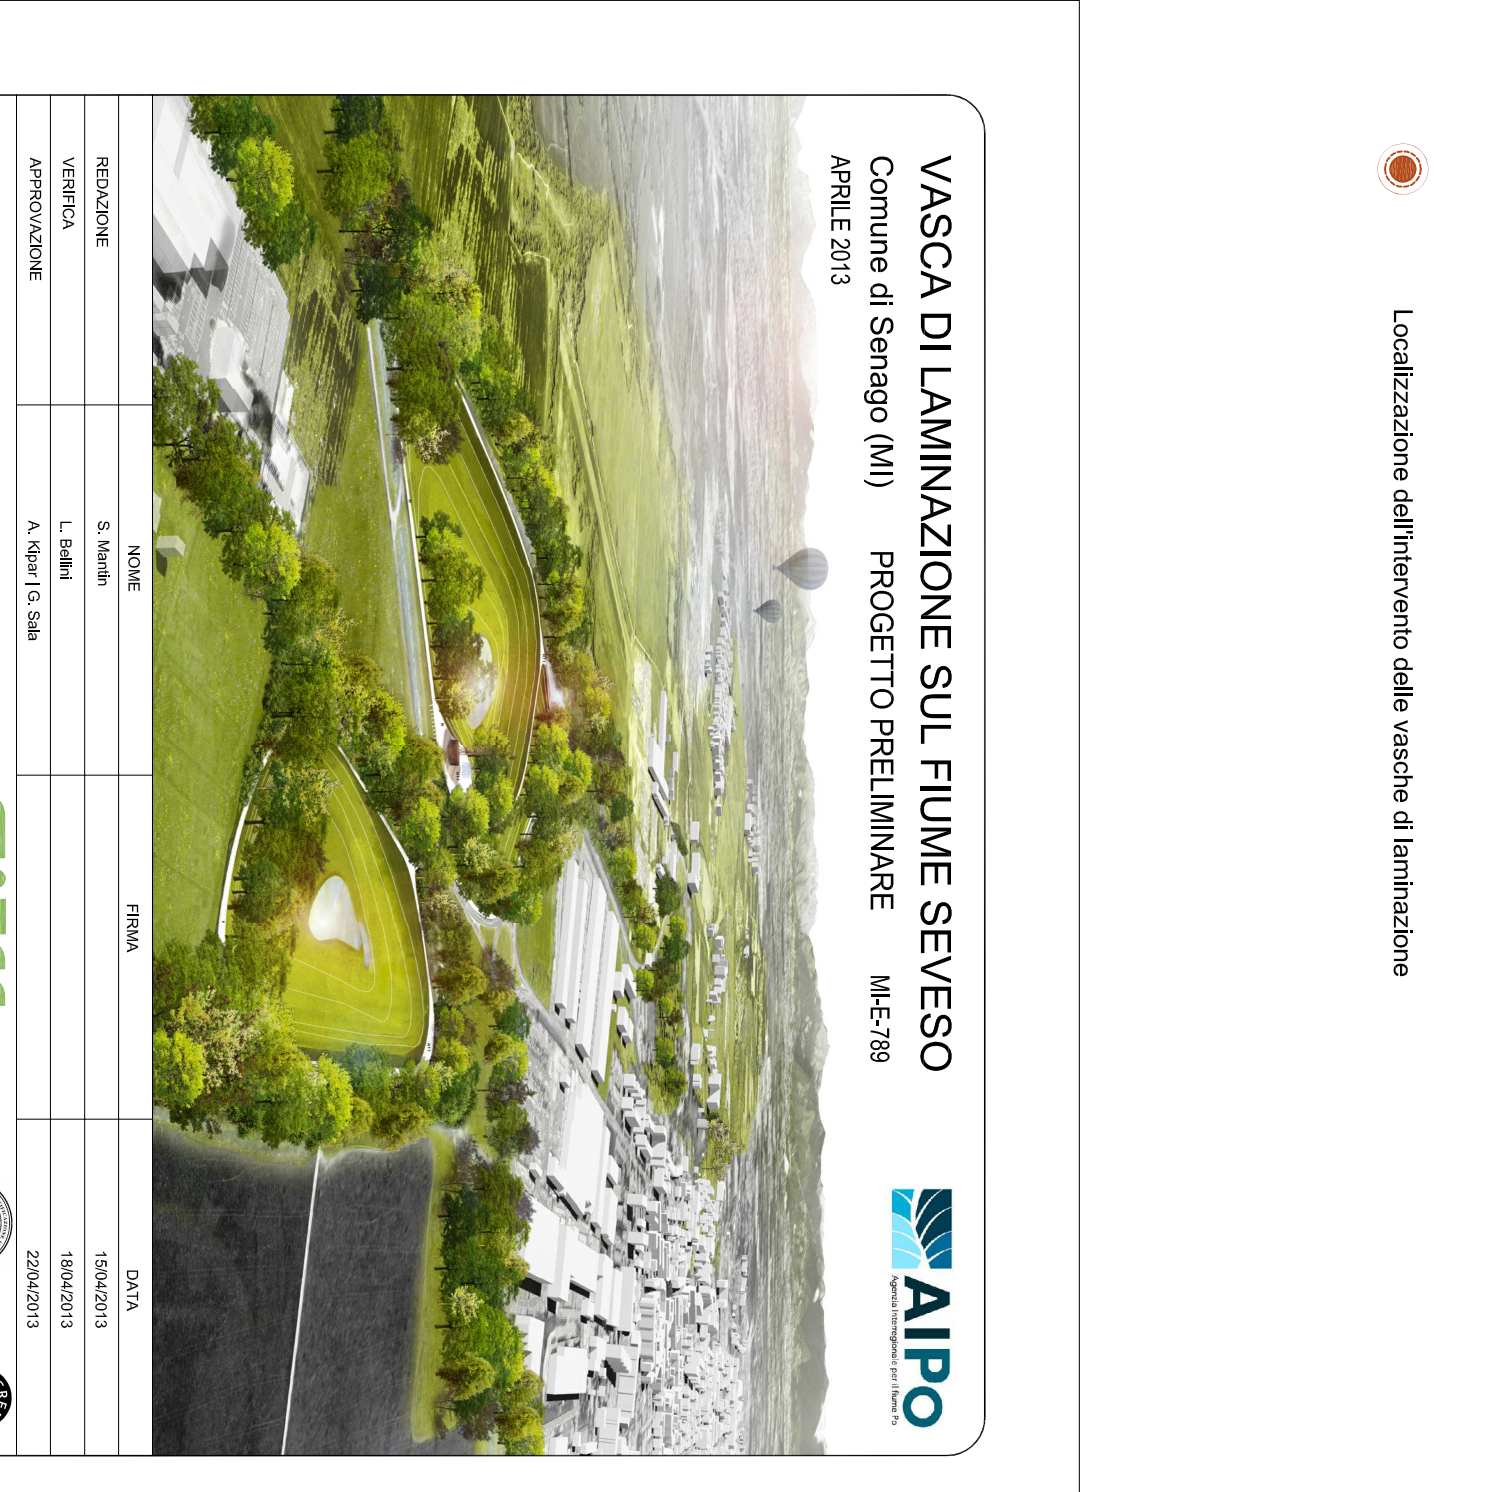 Localizzazione dell'intervento delle vasche di laminazione
VASCA DI LAMINAZIONE SUL FIUME SEVESO
Comune di Senago (MI) PROGETTO PRELIMINARE MI-E-789
APRILE 2013
AIPO
Agenzia Interregionale per il fiume Po
NOME FIRMA DATA
REDAZIONE S. Mantin 15/04/2013
VERIFICA L. Bellini 18/04/2013
APPROVAZIONE A. Kipar | G. Sala 22/04/2013